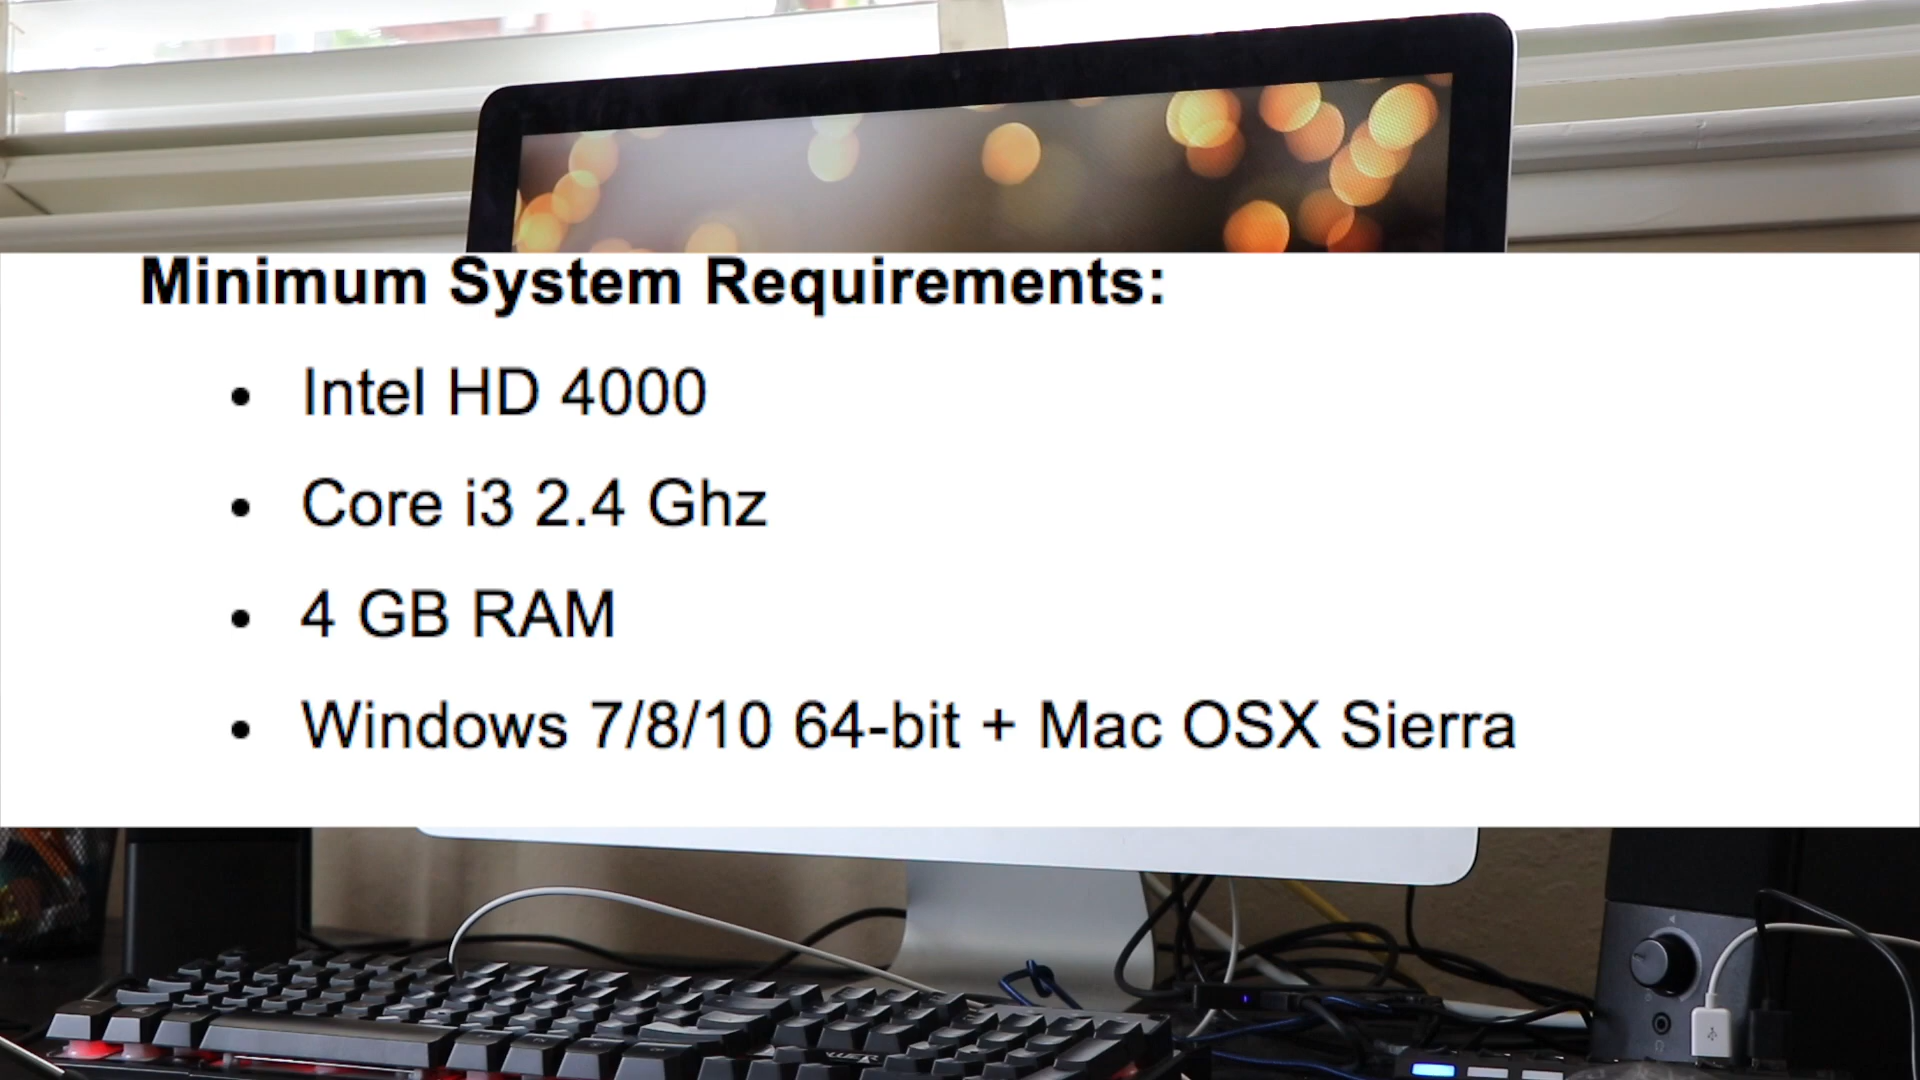 Minimum System Requirements:
• Intel HD 4000
• Core i3 2.4 Ghz
• 4 GB RAM
• Windows 7/8/10 64-bit + Mac OSX Sierra